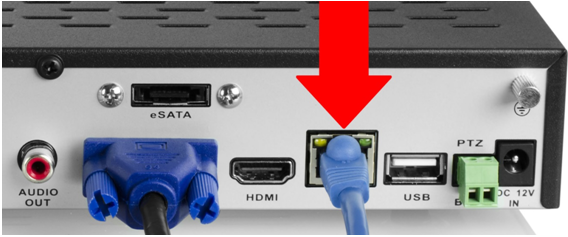 eSATA
PTZ
AUDIO
OUT
HDMI
USB
DC 12V
IN